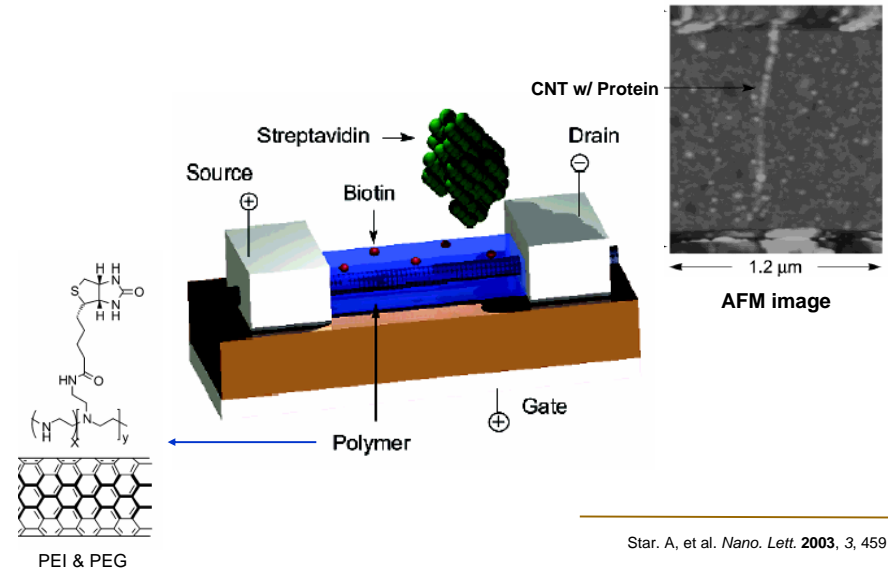 CNT w/ Protein
Streptavidin
Drain
⊖
Source
⊕
Biotin
1.2 µm
AFM image
H
H
N
S
O
N
H
H
HN
O
N
N
H
x
y
Gate
⊕
Polymer
PEI & PEG
Star. A, et al. Nano. Lett. 2003, 3, 459